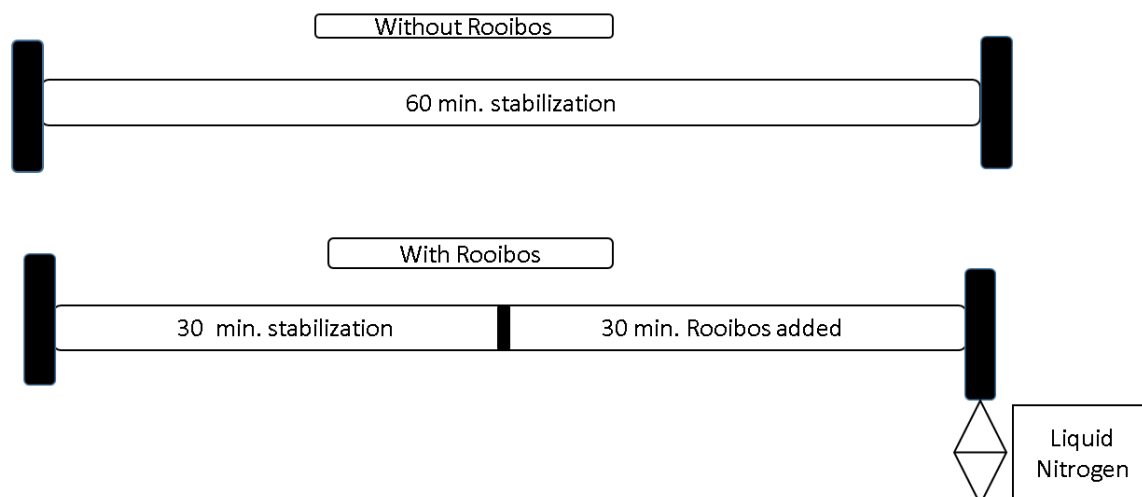 Without Rooibos
60 min. stabilization
With Rooibos
30 min. stabilization
30 min. Rooibos added
Liquid
Nitrogen